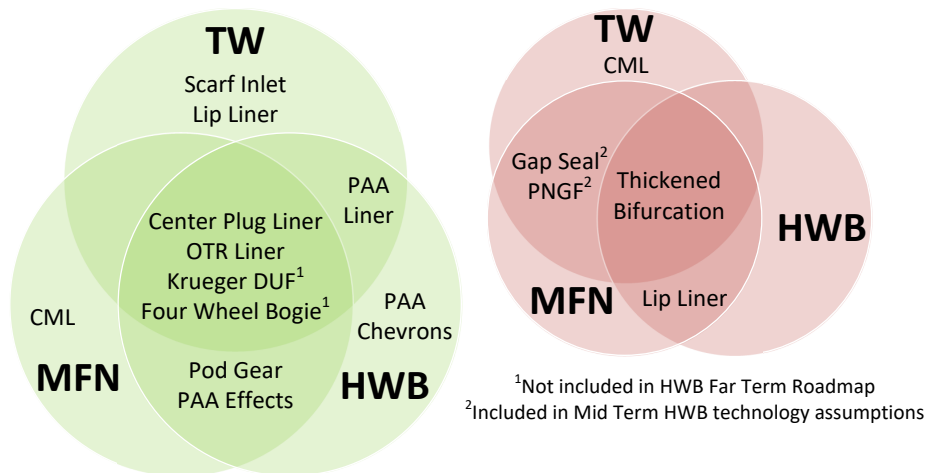 TW
Scarf Inlet
Lip Liner
PAA
Liner
Center Plug Liner
OTR Liner
Krueger DUF¹
Four Wheel Bogie¹
CML
PAA
Chevrons
MFN
Pod Gear
PAA Effects
HWB
TW
CML
Gap Seal²
PNGF²
Thickened
Bifurcation
HWB
MFN
Lip Liner
¹Not included in HWB Far Term Roadmap
²Included in Mid Term HWB technology assumptions